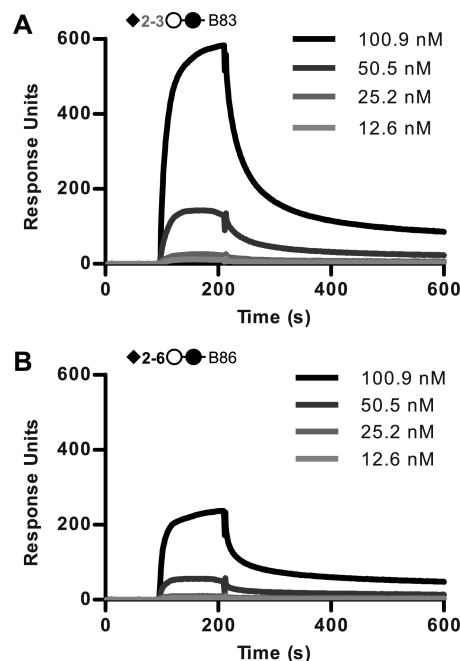 A
◆2-3○●-B83
Response Units
600
400
200
0
100.9 nM
50.5 nM
25.2 nM
12.6 nM
0
200
400
600
Time (s)
B
◆2-6○●-B86
Response Units
600
400
200
0
100.9 nM
50.5 nM
25.2 nM
12.6 nM
0
200
400
600
Time (s)